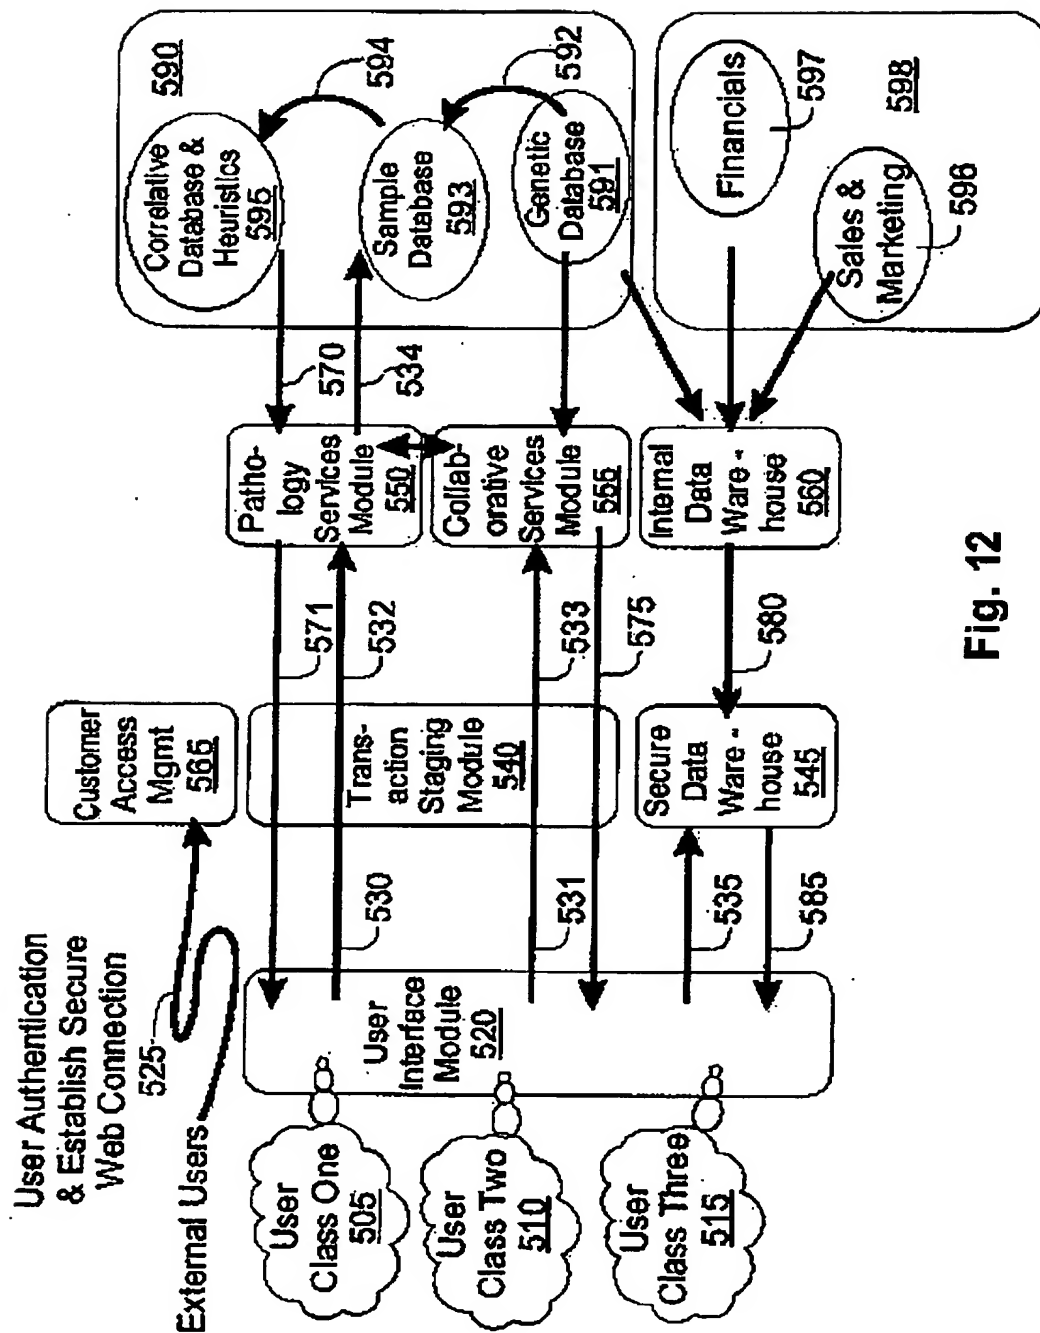 User Authentication
& Establish Secure
Web Connection
525
External Users
User
Class One
505
User
Class Two
510
User
Class Three
515
User
Interface
Module
520
530
531
535
585
Customer
Access
Mgmt
566
Trans-
action
Staging
Module
540
Secure
Data
Ware -
house
545
571
532
533
575
580
Patho-
logy
Services
Module
550
Collab-
orative
Services
Module
555
Internal
Data
Ware -
house
560
570
534
590
Correlative
Database &
Heuristics
595
594
Sample
Database
593
592
Genetic
Database
591
Financials
597
Sales &
Marketing
596
598
Fig. 12